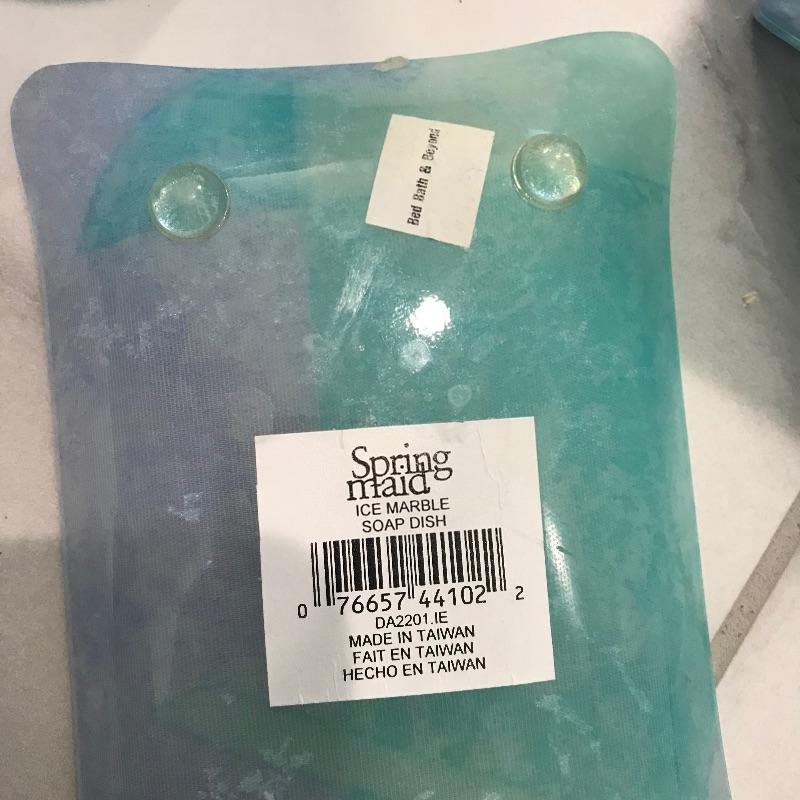 Bed Bath & Beyond
Spring
maid
ICE MARBLE
SOAP DISH
0 76657 44102 2
DA2201.IE
MADE IN TAIWAN
FAIT EN TAIWAN
HECHO EN TAIWAN